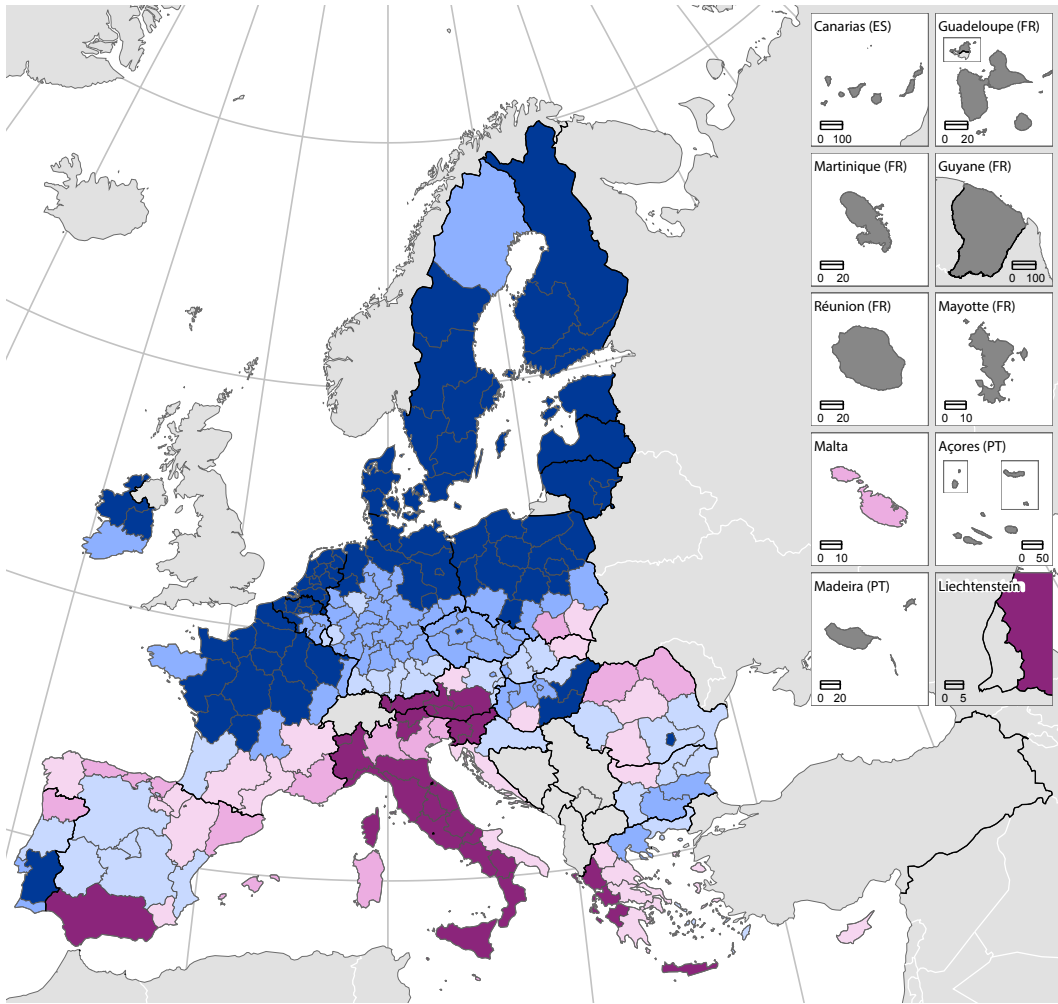 Canarias (ES)
0 100
Guadeloupe (FR)
0 20
Martinique (FR)
0 20
Guyane (FR)
0 100
Réunion (FR)
0 20
Mayotte (FR)
0 10
Malta
0 10
Açores (PT)
0 50
Madeira (PT)
0 20
Liechtenstein
0 5